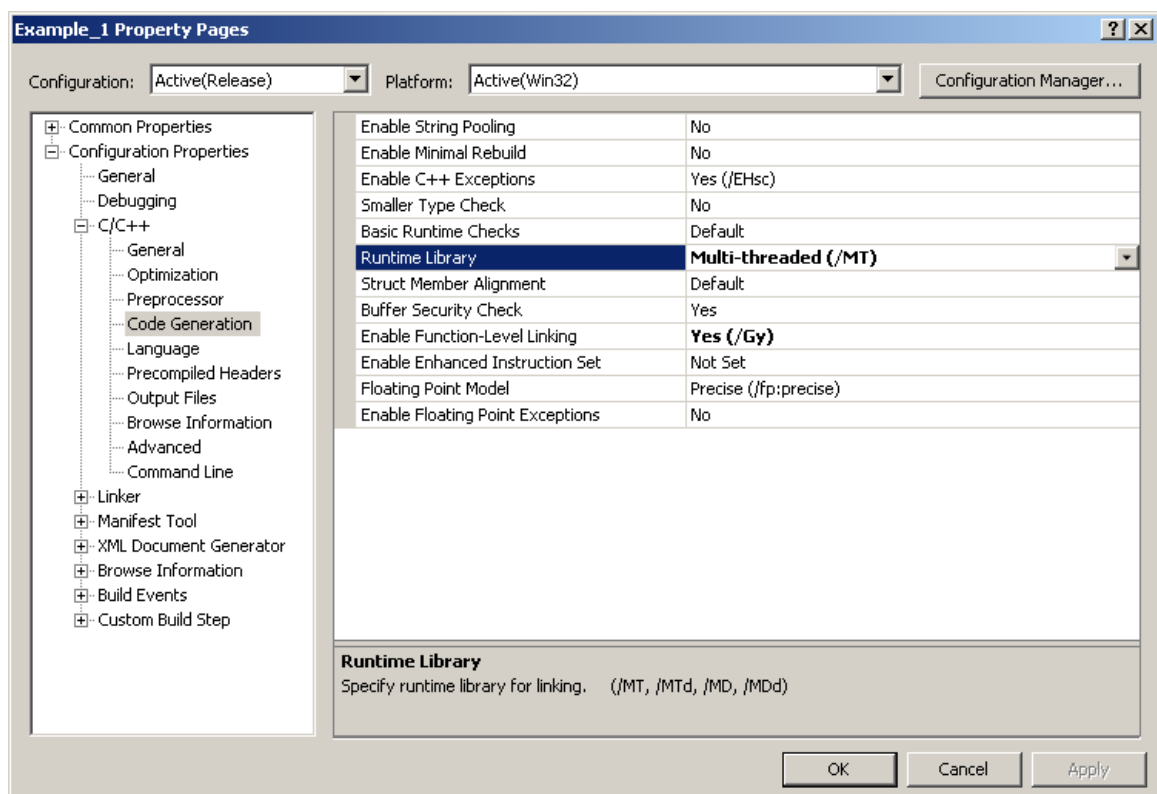 Example_1 Property Pages
Configuration: Active(Release) Platform: Active(Win32) Configuration Manager...
Common Properties
Configuration Properties
General
Debugging
C/C++
General
Optimization
Preprocessor
Code Generation
Language
Precompiled Headers
Output Files
Browse Information
Advanced
Command Line
Linker
Manifest Tool
XML Document Generator
Browse Information
Build Events
Custom Build Step
Enable String Pooling No
Enable Minimal Rebuild No
Enable C++ Exceptions Yes (/EHsc)
Smaller Type Check No
Basic Runtime Checks Default
Runtime Library Multi-threaded (/MT)
Struct Member Alignment Default
Buffer Security Check Yes
Enable Function-Level Linking Yes (/Gy)
Enable Enhanced Instruction Set Not Set
Floating Point Model Precise (/fp:precise)
Enable Floating Point Exceptions No
Runtime Library
Specify runtime library for linking. (/MT, /MTd, /MD, /MDd)
OK Cancel Apply